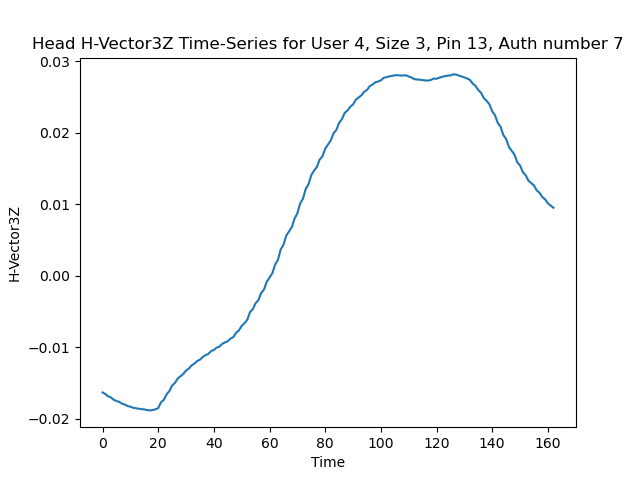 Head H-Vector3Z Time-Series for User 4, Size 3, Pin 13, Auth number 7
0.03
0.02
0.01
0.00
−0.01
−0.02
H-Vector3Z
0 20 40 60 80 100 120 140 160
Time